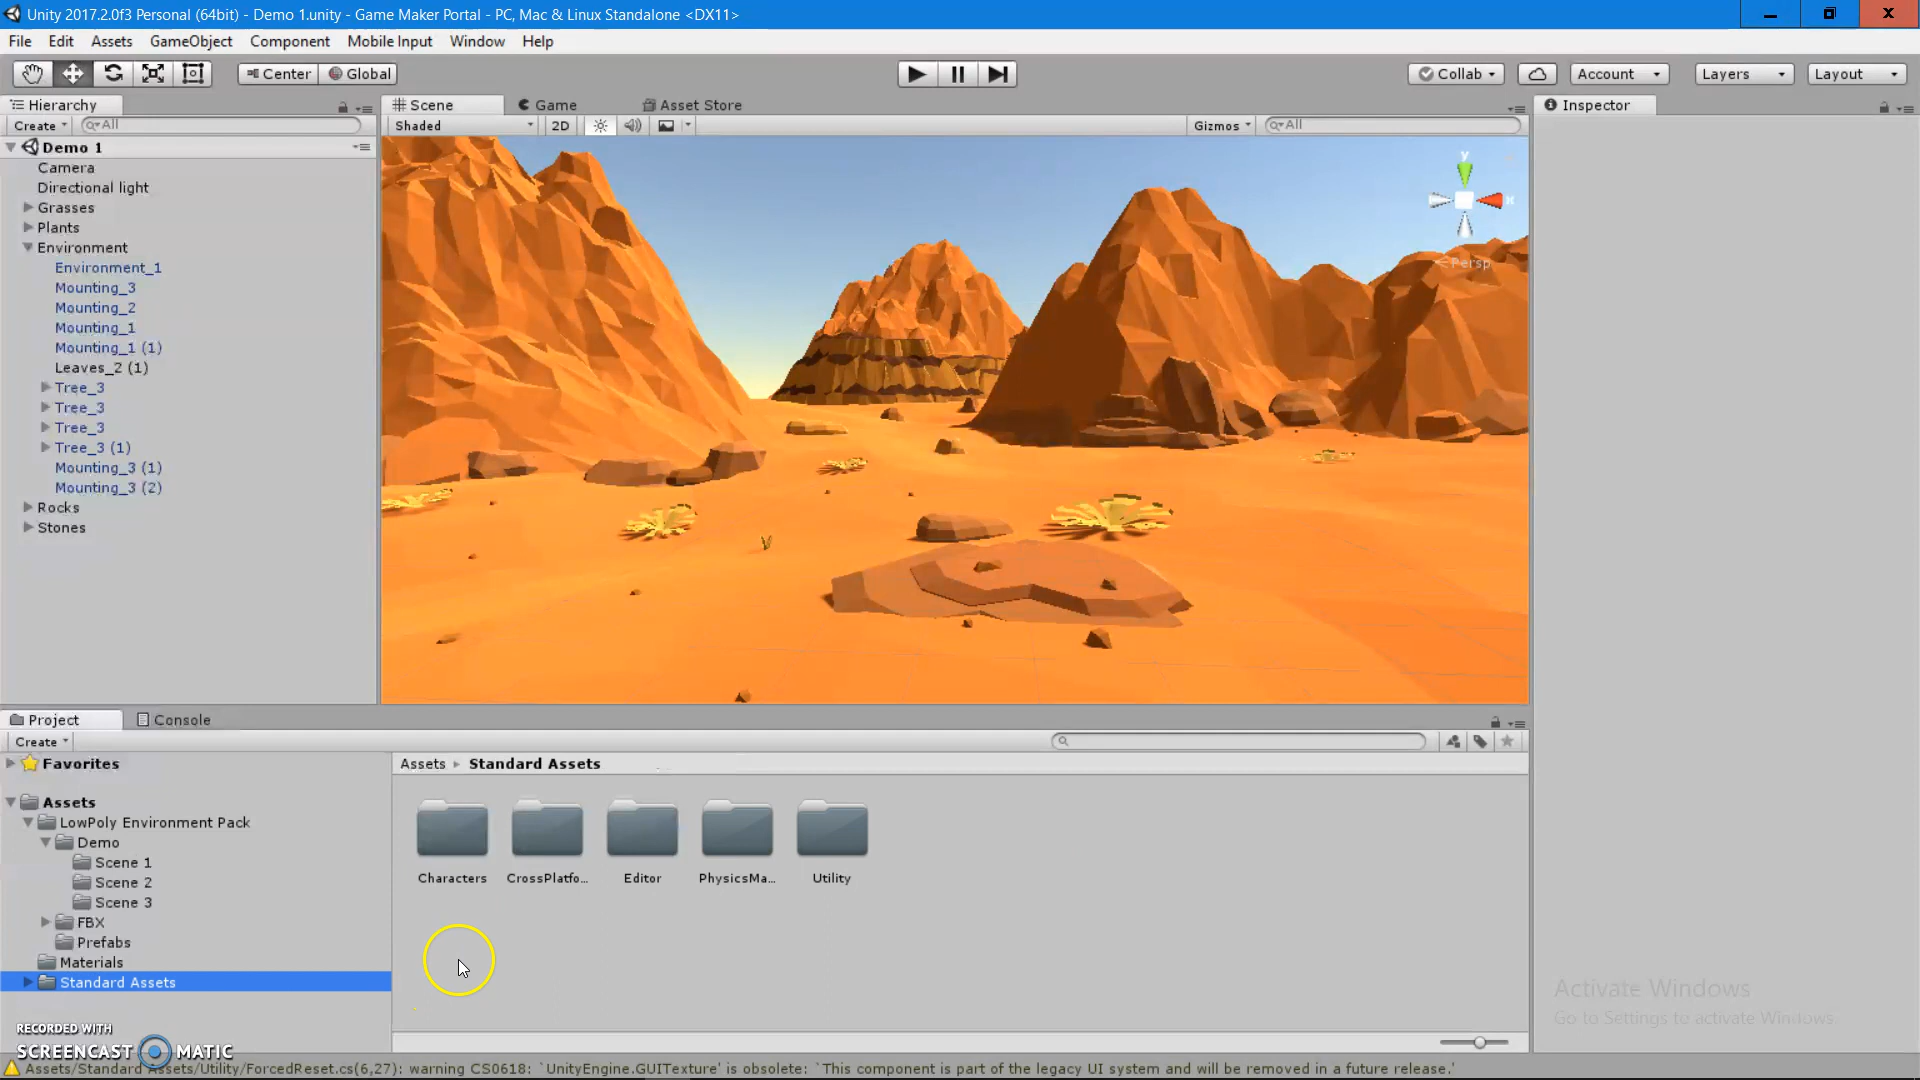 Unity 2017.2.0f3 Personal (64bit) - Demo 1.unity - Game Maker Portal - PC, Mac & Linux Standalone <DX11>
File Edit Assets GameObject Component Mobile Input Window Help
Center Global Collab Account Layers Layout
Hierarchy
Scene Game Asset Store
Inspector
Create All
Shaded 2D Gizmos All
Demo 1
Camera
Directional light
Grasses
Plants
Environment
Environment_1
Mounting_3
Mounting_2
Mounting_1
Mounting_1 (1)
Leaves_2 (1)
Tree_3
Tree_3
Tree_3
Tree_3 (1)
Mounting_3 (1)
Mounting_3 (2)
Rocks
Stones
y
x
Persp
Project Console
Create
Favorites
Assets
LowPoly Environment Pack
Demo
Scene 1
Scene 2
Scene 3
FBX
Prefabs
Materials
Standard Assets
Assets Standard Assets
Characters CrossPlatfo... Editor PhysicsMa... Utility
Activate Windows
Go to Settings to activate Windows.
RECORDED WITH
SCREENCAST MATIC
Assets/Standard Assets/Utility/ForcedReset.cs(6,27): warning CS0618: `UnityEngine.GUITexture' is obsolete: `This component is part of the legacy UI system and will be removed in a future release.'